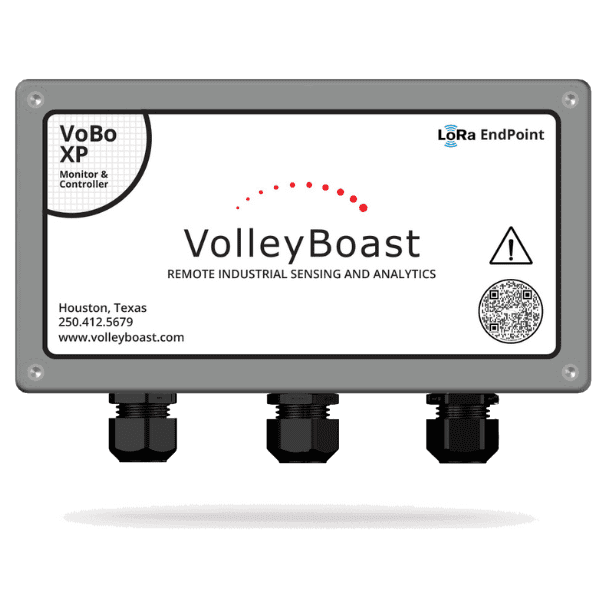 VoBo
XP
Monitor &
Controller
LoRa EndPoint
VolleyBoast
REMOTE INDUSTRIAL SENSING AND ANALYTICS
!
Houston, Texas
250.412.5679
www.volleyboast.com